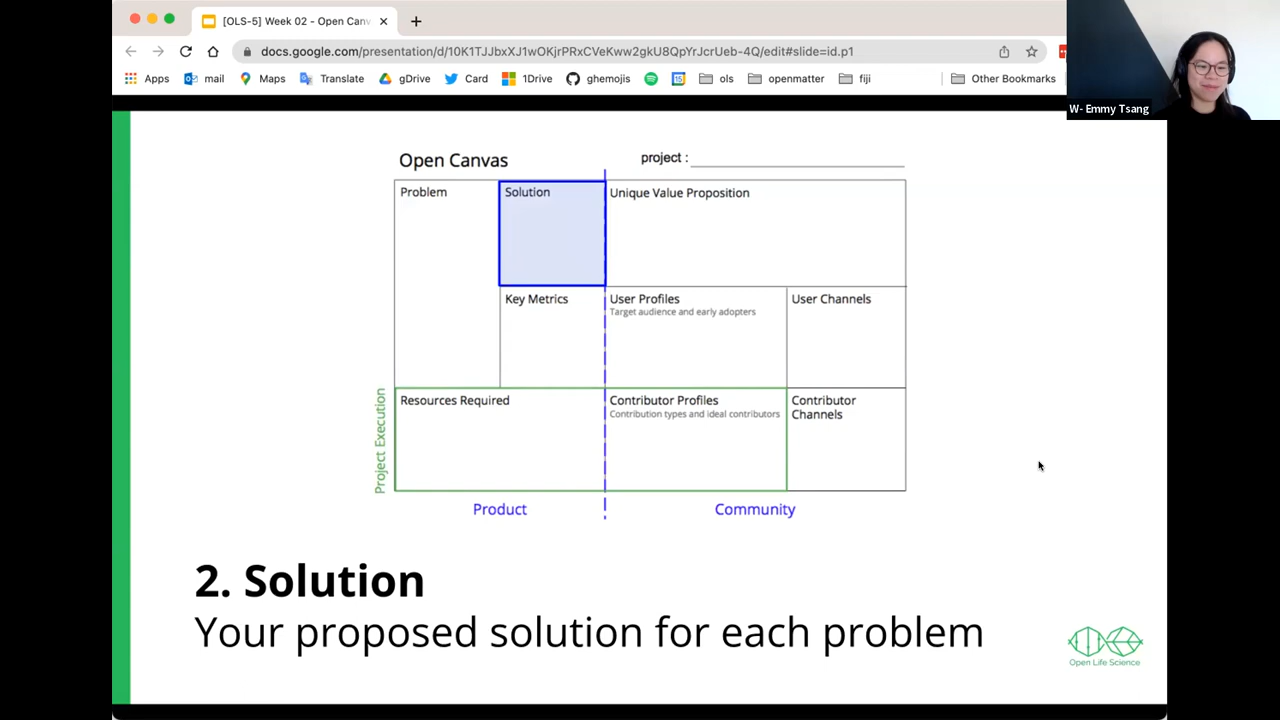 [OLS-5] Week 02 - Open Canv
docs.google.com/presentation/d/10K1TJJbxXJ1wOKjrPRxCVeKww2gkU8QpYrJcrUeb-4Q/edit#slide=id.p1
Apps mail Maps Translate gDrive Card 1Drive ghemojis ols openmatter fiji Other Bookmarks
W- Emmy Tsang
Open Canvas project : ____________________
Problem Solution Unique Value Proposition
Key Metrics User Profiles User Channels
Target audience and early adopters
Resources Required Contributor Profiles Contributor
Contribution types and ideal contributors Channels
Project Execution
Product Community
2. Solution
Your proposed solution for each problem
Open Life Science